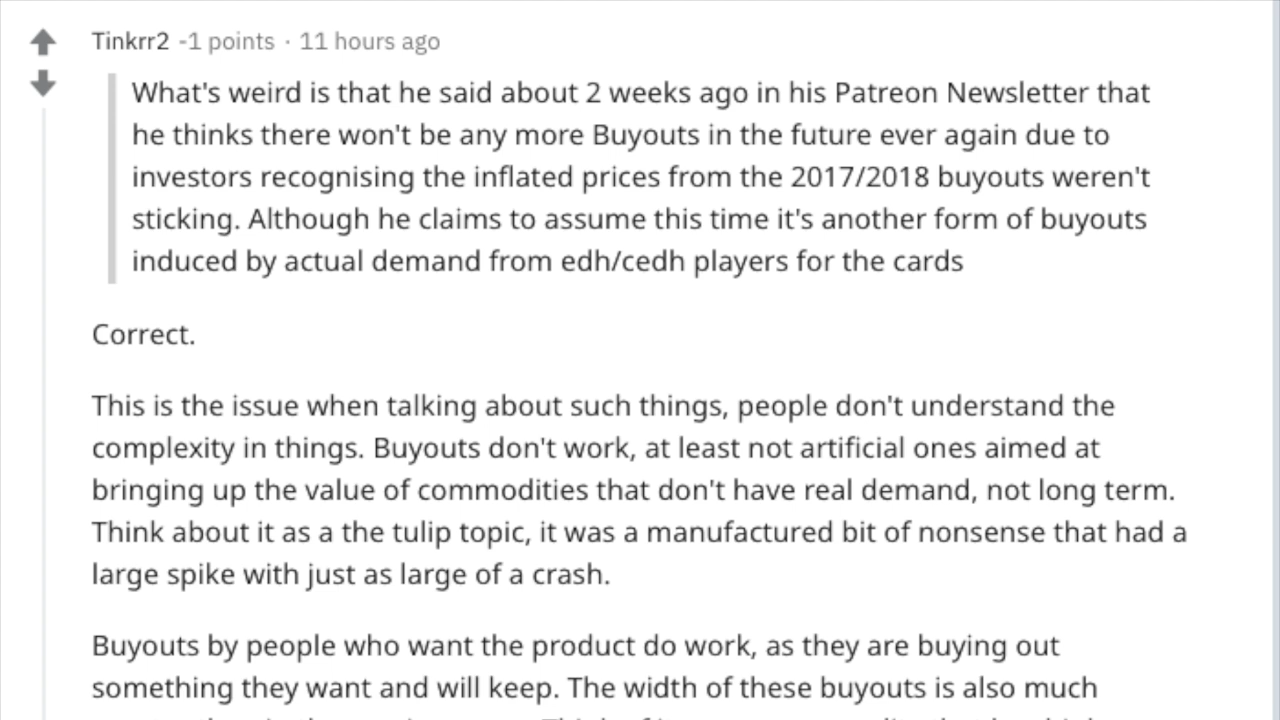 Tinkrr2 -1 points · 11 hours ago
What's weird is that he said about 2 weeks ago in his Patreon Newsletter that
he thinks there won't be any more Buyouts in the future ever again due to
investors recognising the inflated prices from the 2017/2018 buyouts weren't
sticking. Although he claims to assume this time it's another form of buyouts
induced by actual demand from edh/cedh players for the cards
Correct.
This is the issue when talking about such things, people don't understand the
complexity in things. Buyouts don't work, at least not artificial ones aimed at
bringing up the value of commodities that don't have real demand, not long term.
Think about it as a the tulip topic, it was a manufactured bit of nonsense that had a
large spike with just as large of a crash.
Buyouts by people who want the product do work, as they are buying out
something they want and will keep. The width of these buyouts is also much